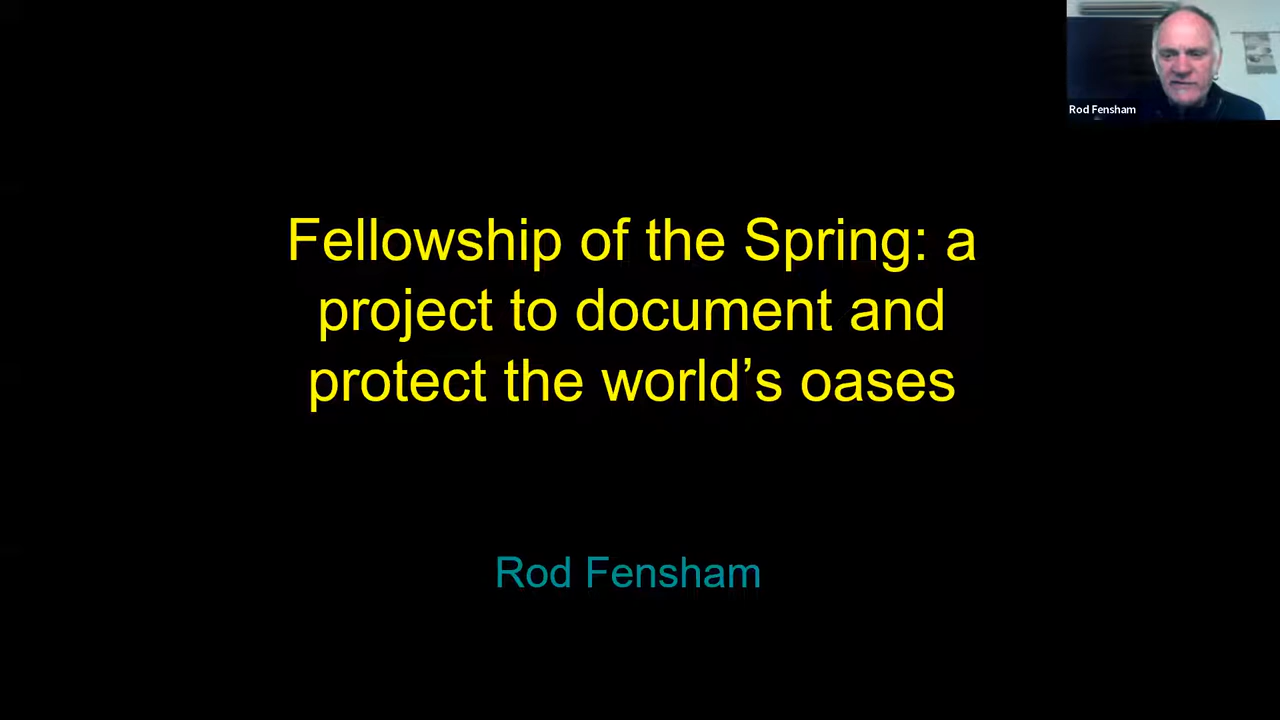 Rod Fensham
Fellowship of the Spring: a
project to document and
protect the world’s oases
Rod Fensham